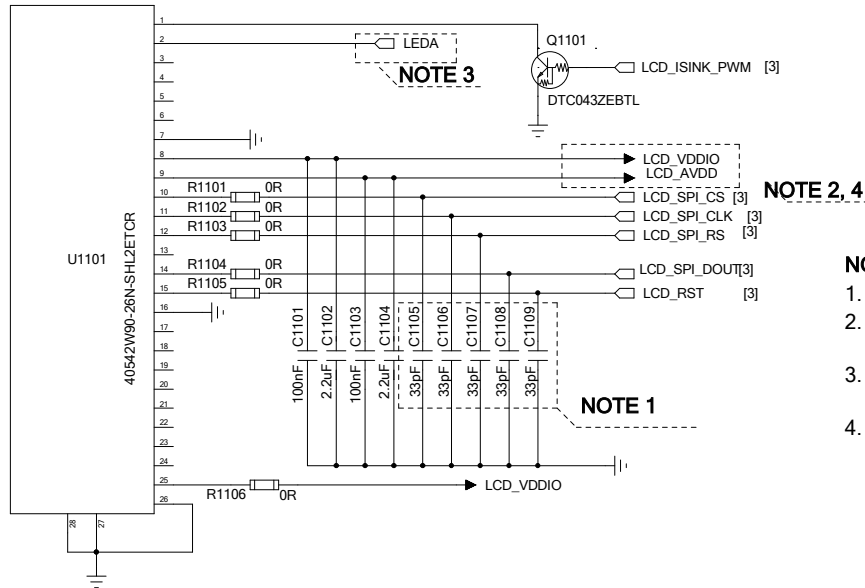 1
2
LEDA
NOTE 3
Q1101
LCD_ISINK_PWM [3]
DTC043ZEBTL
3
4
5
6
7
8
LCD_VDDIO
9
LCD_AVDD
NOTE 2, 4
R1101 0R
10
LCD_SPI_CS [3]
R1102 0R
11
LCD_SPI_CLK [3]
R1103 0R
12
LCD_SPI_RS [3]
U1101
40542W90-26N-SHL2ETCR
13
R1104 0R
14
LCD_SPI_DOUT[3]
R1105 0R
15
LCD_RST [3]
16
17
18
19
20
21
22
23
24
C1101 100nF
C1102 2.2uF
C1103 100nF
C1104 2.2uF
C1105 33pF
C1106 33pF
C1107 33pF
C1108 33pF
C1109 33pF
NOTE 1
25
R1106 0R
LCD_VDDIO
26
28
27
NO
1.
2.
3.
4.